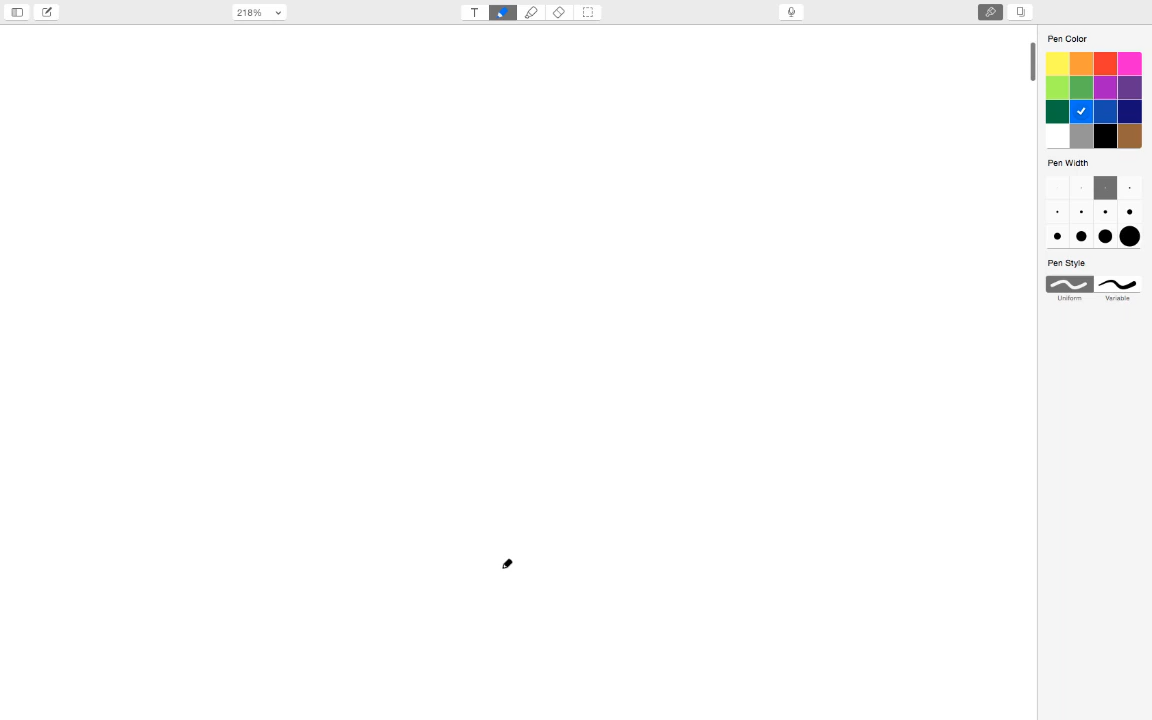 218%
T
Pen Color
Pen Width
Pen Style
Uniform Variable